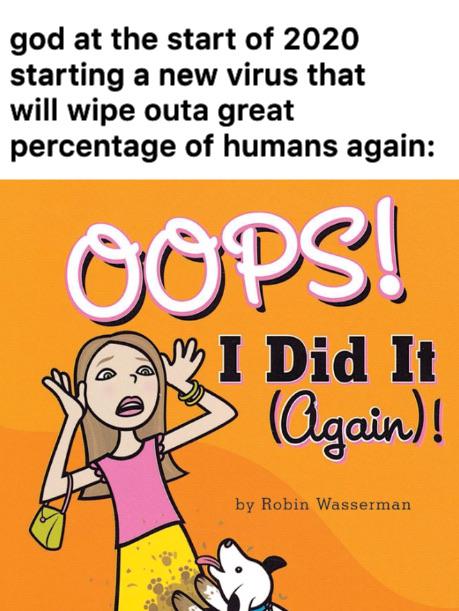 god at the start of 2020
starting a new virus that
will wipe outa great
percentage of humans again:
OOPS!
I Did It
(Again)!
by Robin Wasserman